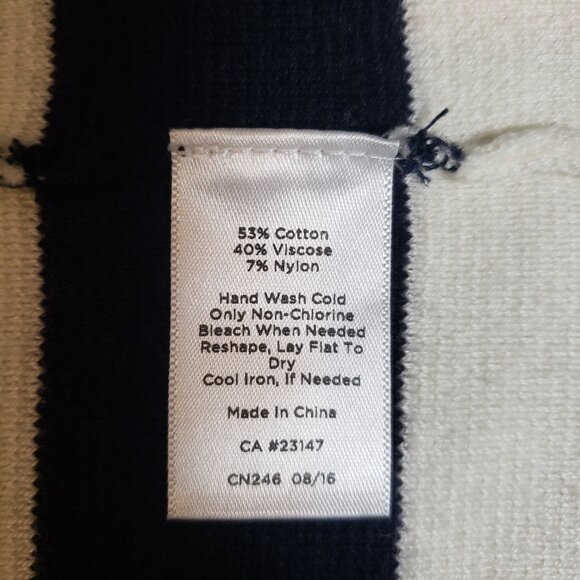 53% Cotton
40% Viscose
7% Nylon
Hand Wash Cold
Only Non-Chlorine
Bleach When Needed
Reshape, Lay Flat To
Dry
Cool Iron, If Needed
Made In China
CA #23147
CN246 08/16